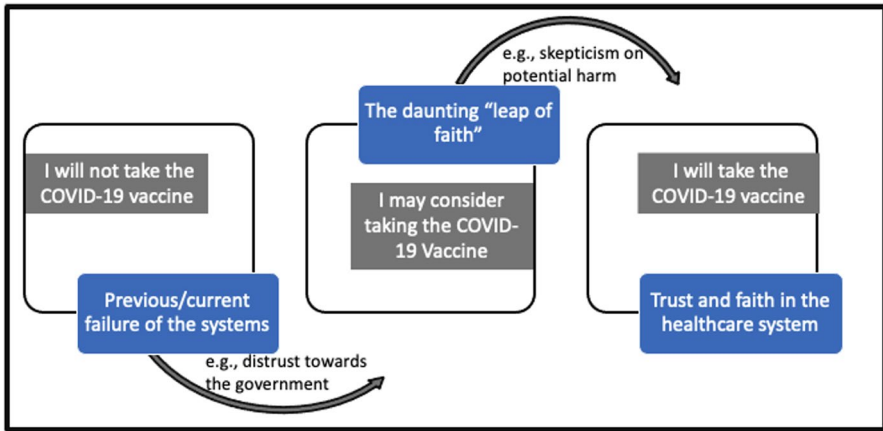 I will not take the
COVID-19 vaccine
Previous/current
failure of the systems
e.g., distrust towards
the government
The daunting “leap of
faith”
I may consider
taking the COVID-
19 Vaccine
e.g., skepticism on
potential harm
I will take the
COVID-19 vaccine
Trust and faith in the
healthcare system